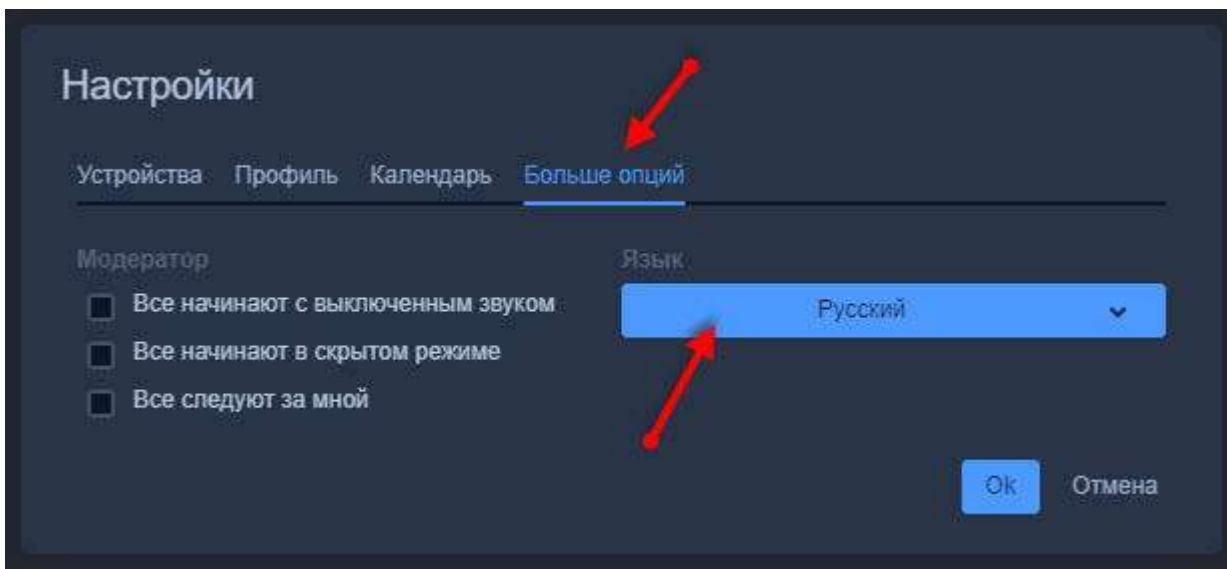 Настройки
Устройства Профиль Календарь Больше опций
Модератор
Язык
Все начинают с выключенным звуком
Русский
Все начинают в скрытом режиме
Все следуют за мной
Ok Отмена